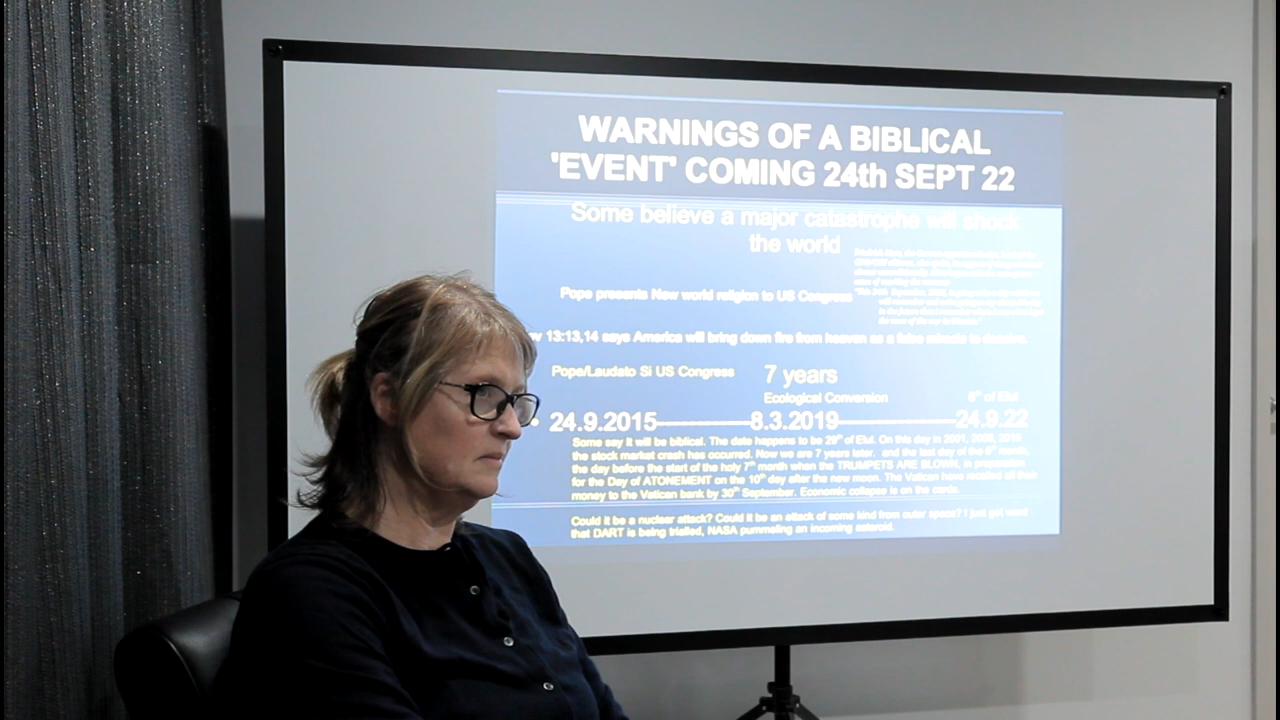 WARNINGS OF A BIBLICAL
'EVENT' COMING 24th SEPT 22
Some believe a major catastrophe will shock
the world
Pope presents New world religion to US Congress
13:13,14 says America will bring down fire from heaven as a false miracle to deceive.
Pope/Laudato Si US Congress
7 years
Ecological Conversion
of Elul
24.9.2015 8.3.2019 24.9.22
Some say it will be biblical. The date happens to be 29th of Elul. On this day in 2001, 2008,
the stock market crash has occurred. Now we are 7 years later. and the last day of the 6th month,
the day before the start of the holy 7th month when the TRUMPETS ARE BLOWN, in preparation
for the Day of ATONEMENT on the 10th day after the new moon. The Vatican have recalled all their
money to the Vatican bank by 30th September. Economic collapse is on the cards.
Could it be a nuclear attack? Could it be an attack of some kind from outer space? I just got word
that DART is being trialled, NASA pummeling an incoming asteroid.